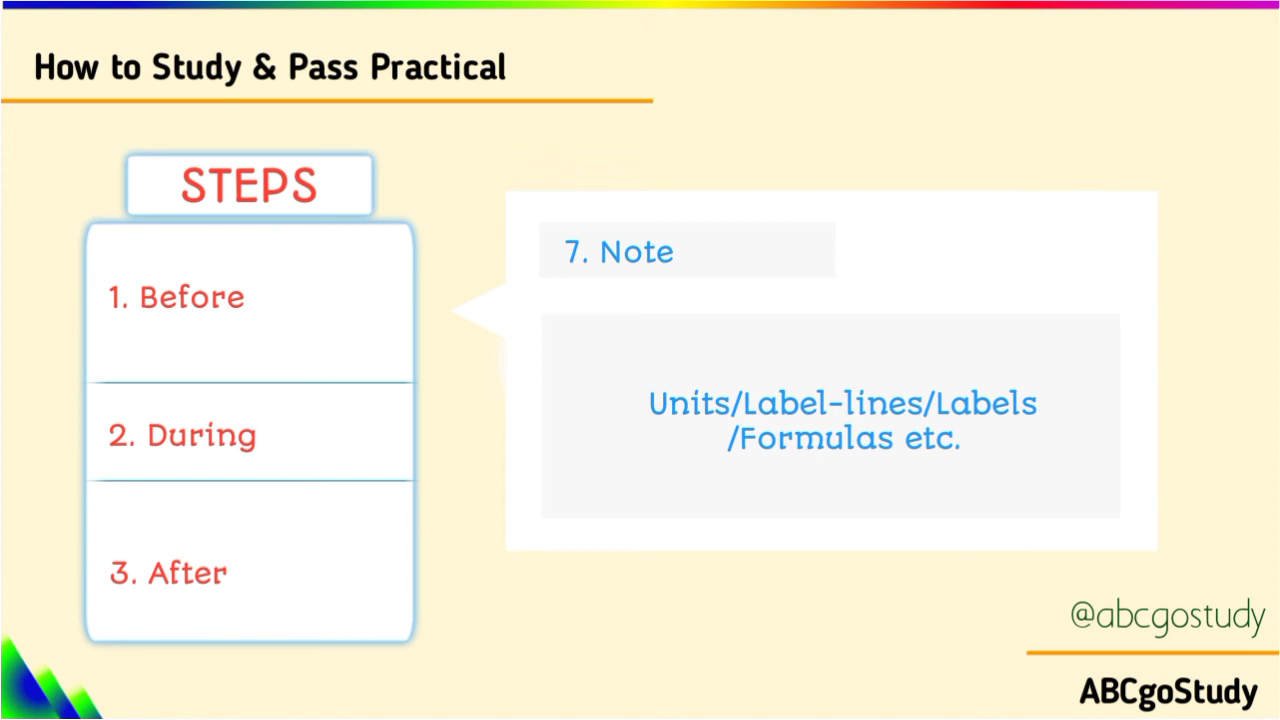 How to Study & Pass Practical
STEPS
1. Before
2. During
3. After
7. Note
Units/Label-lines/Labels
/Formulas etc.
@abcgostudy
ABCgoStudy